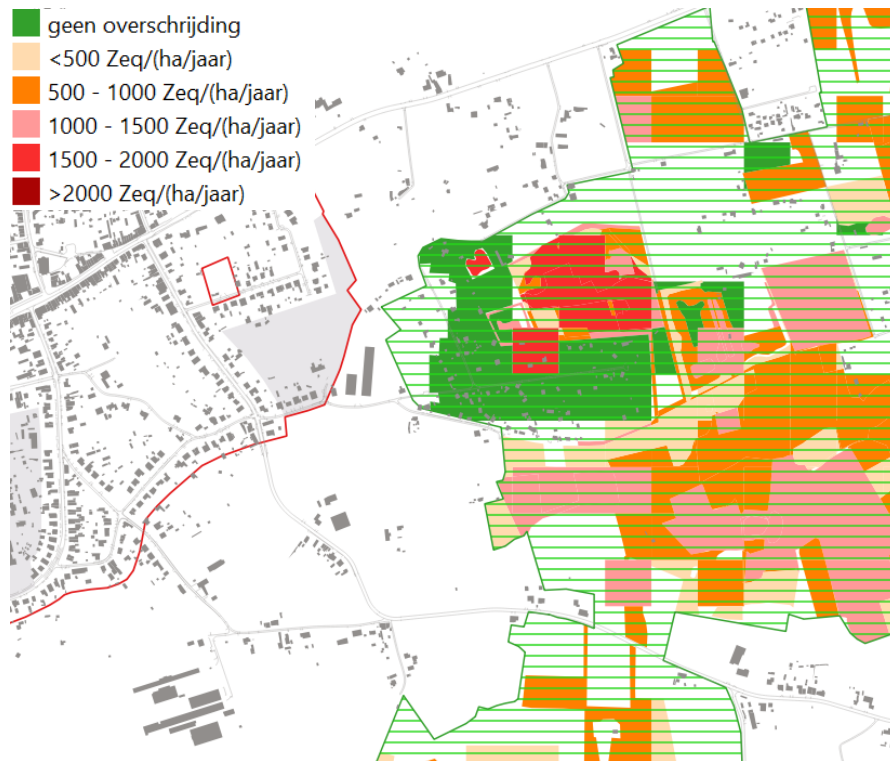 geen overschrijding
<500 Zeq/(ha/jaar)
500 - 1000 Zeq/(ha/jaar)
1000 - 1500 Zeq/(ha/jaar)
1500 - 2000 Zeq/(ha/jaar)
>2000 Zeq/(ha/jaar)